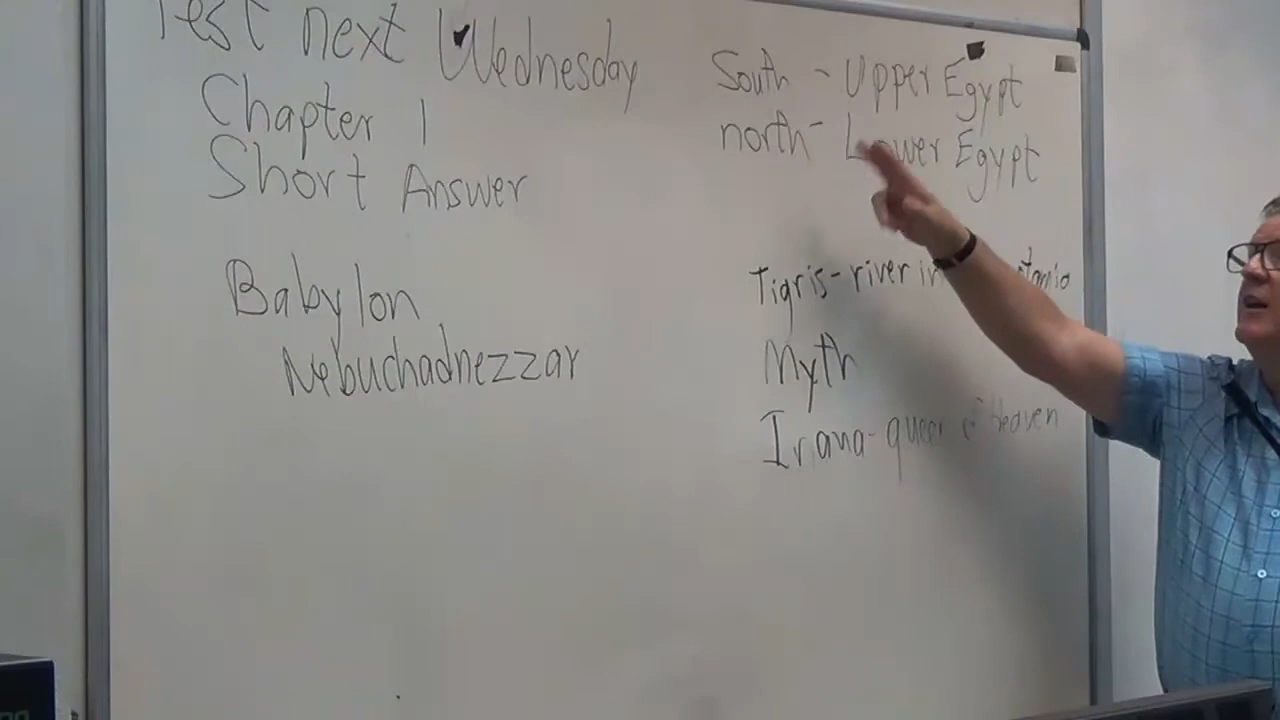 Test next Wednesday
Chapter 1
Short Answer
Babylon
Nebuchadnezzar
South - Upper Egypt
north - Lower Egypt
Tigris - river in
Myth
Irana - queen of heaven